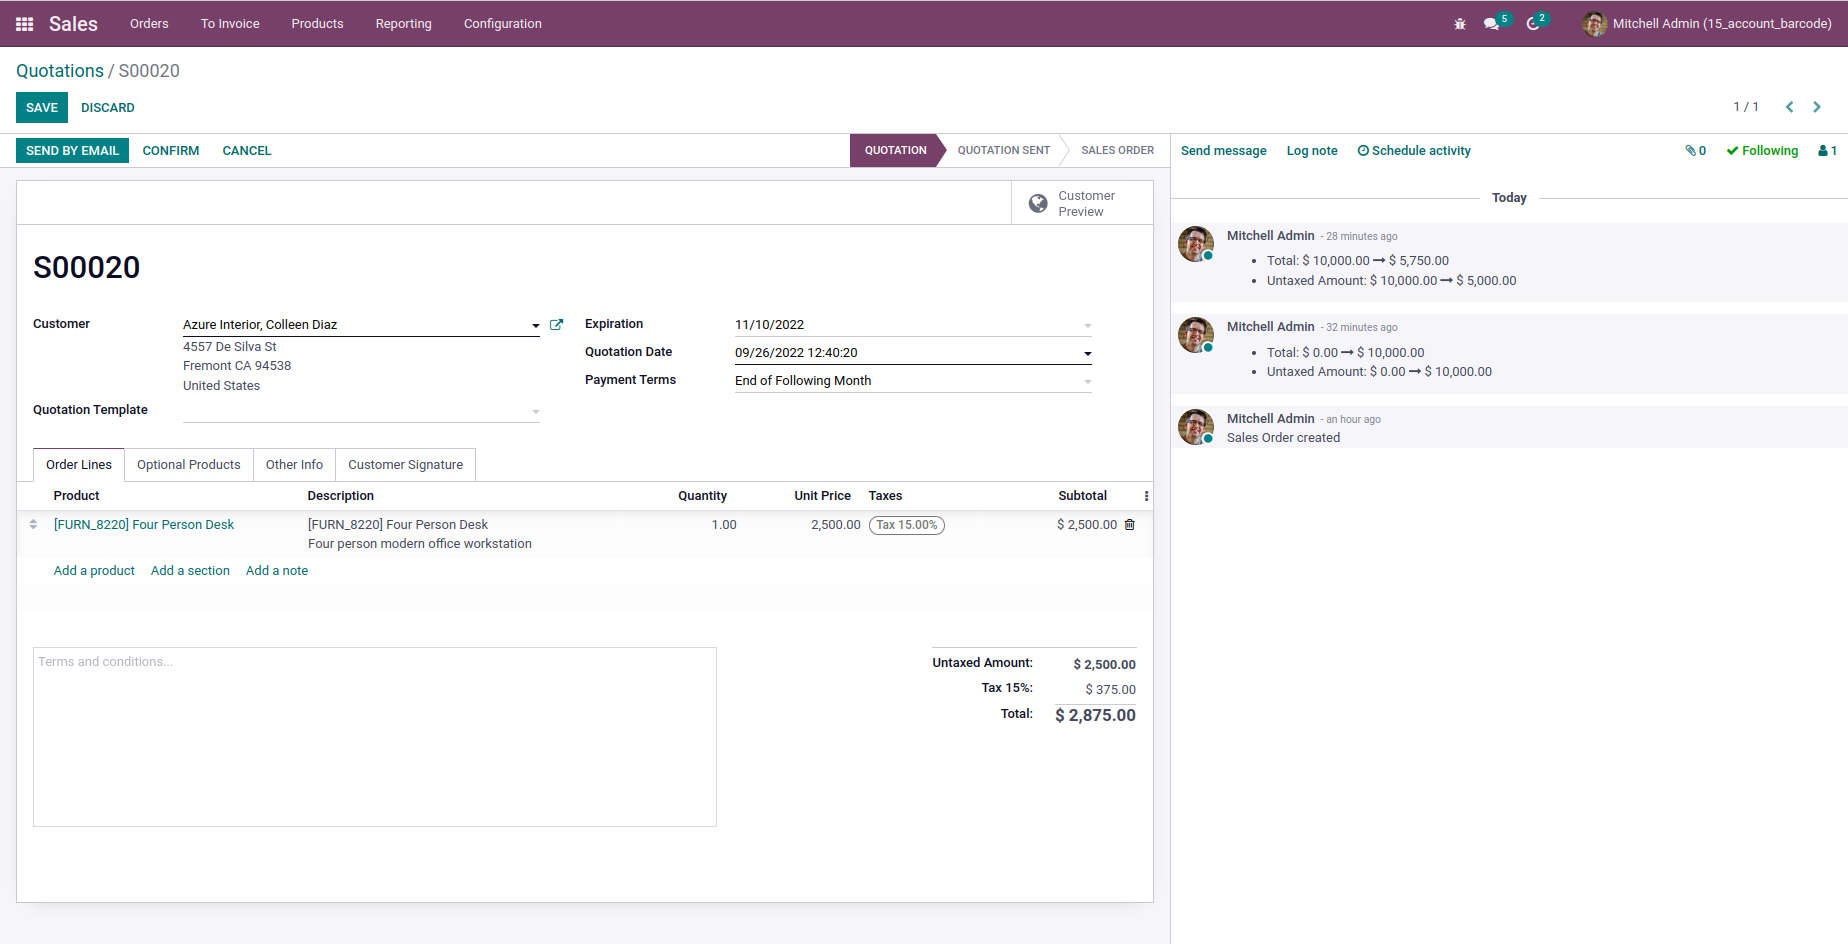 Sales Orders To Invoice Products Reporting Configuration 5 2 Mitchell Admin (15_account_barcode)
Quotations / S00020
SAVE DISCARD 1 / 1
SEND BY EMAIL CONFIRM CANCEL QUOTATION QUOTATION SENT SALES ORDER
Customer
Preview
S00020
Customer Azure Interior, Colleen Diaz
4557 De Silva St
Fremont CA 94538
United States
Quotation Template
Expiration 11/10/2022
Quotation Date 09/26/2022 12:40:20
Payment Terms End of Following Month
Order Lines Optional Products Other Info Customer Signature
Product Description Quantity Unit Price Taxes Subtotal
[FURN_8220] Four Person Desk [FURN_8220] Four Person Desk 1.00 2,500.00 Tax 15.00% $ 2,500.00
Four person modern office workstation
Add a product Add a section Add a note
Terms and conditions...
Untaxed Amount: $ 2,500.00
Tax 15%: $ 375.00
Total: $ 2,875.00
Send message Log note Schedule activity 0 Following 1
Today
Mitchell Admin - 28 minutes ago
• Total: $ 10,000.00 → $ 5,750.00
• Untaxed Amount: $ 10,000.00 → $ 5,000.00
Mitchell Admin - 32 minutes ago
• Total: $ 0.00 → $ 10,000.00
• Untaxed Amount: $ 0.00 → $ 10,000.00
Mitchell Admin - an hour ago
Sales Order created